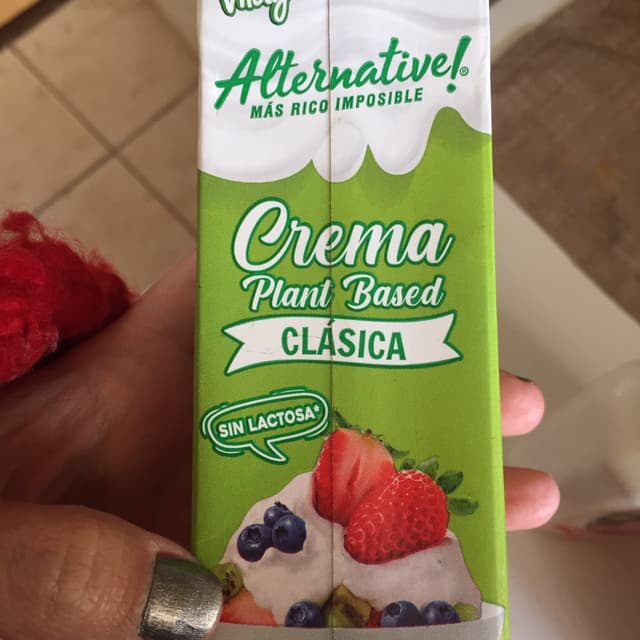 Alternative!®
MÁS RICO IMPOSIBLE
Crema
Plant Based
CLÁSICA
SIN LACTOSA*